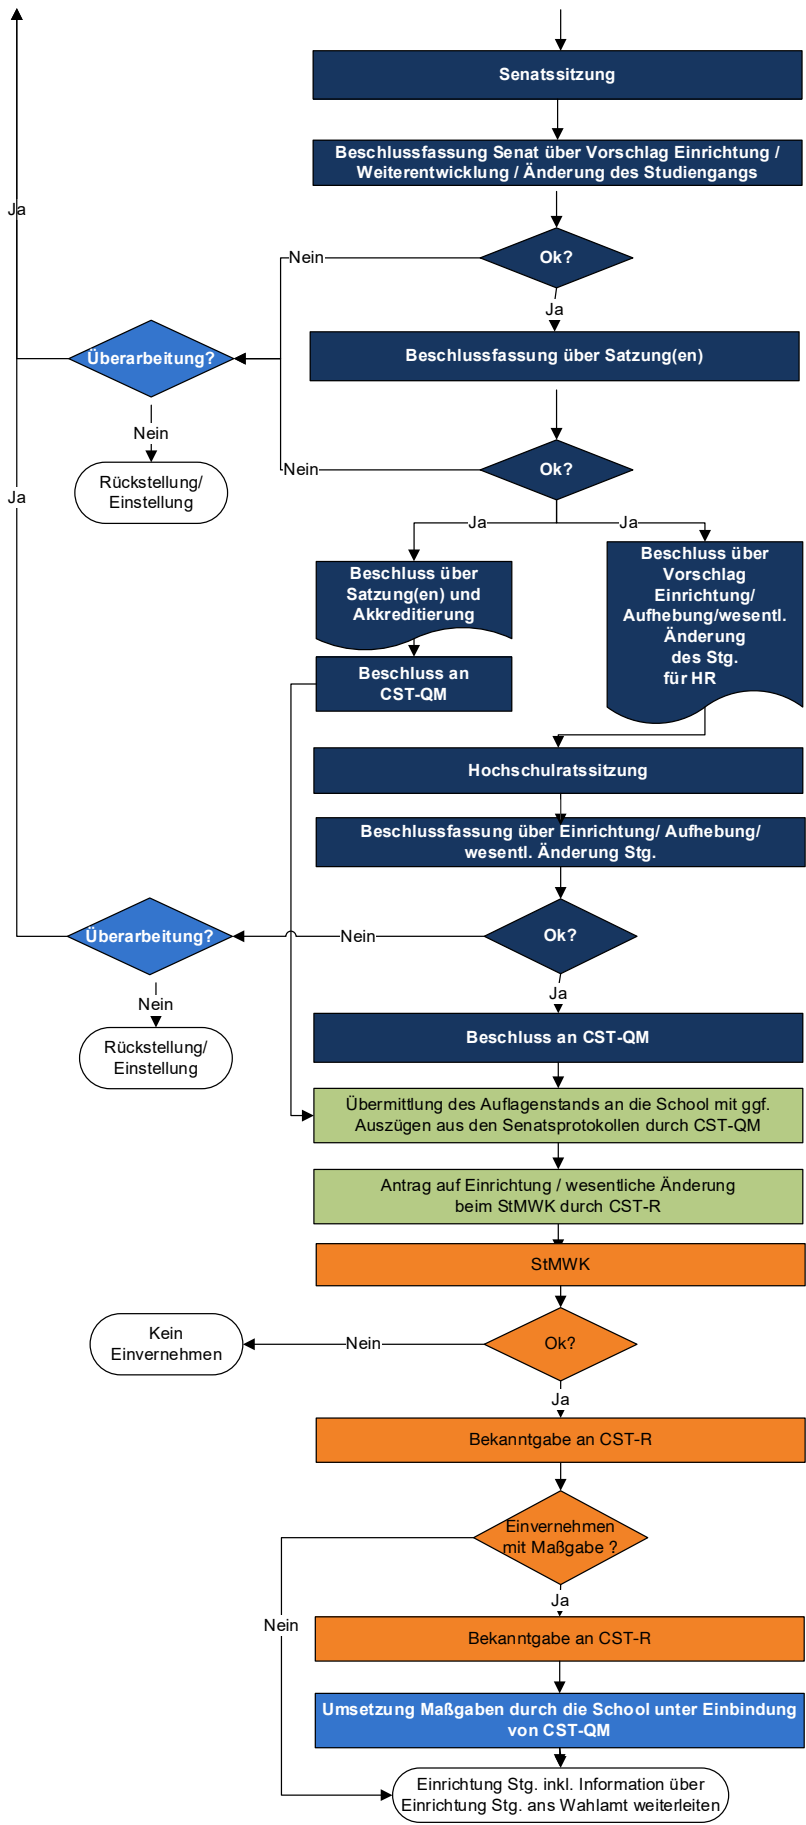 Senatssitzung
Beschlussfassung Senat über Vorschlag Einrichtung /
Weiterentwicklung / Änderung des Studiengangs
Ja
Ok?
Nein
Ja
Überarbeitung?
Beschlussfassung über Satzung(en)
Nein
Rückstellung/
Einstellung
Ok?
Nein
Ja
Ja
Ja
Beschluss über
Satzung(en) und
Akkreditierung
Beschluss über
Vorschlag
Einrichtung/
Aufhebung/wesentl.
Änderung
des Stg.
für HR
Beschluss an
CST-QM
Hochschulratssitzung
Beschlussfassung über Einrichtung/ Aufhebung/
wesentl. Änderung Stg.
Überarbeitung?
Nein
Ok?
Nein
Ja
Rückstellung/
Einstellung
Beschluss an CST-QM
Übermittlung des Auflagenstands an die School mit ggf.
Auszügen aus den Senatsprotokollen durch CST-QM
Antrag auf Einrichtung / wesentliche Änderung
beim StMWK durch CST-R
StMWK
Kein
Einvernehmen
Nein
Ok?
Ja
Bekanntgabe an CST-R
Einvernehmen
mit Maßgabe ?
Ja
Nein
Bekanntgabe an CST-R
Umsetzung Maßgaben durch die School unter Einbindung
von CST-QM
Einrichtung Stg. inkl. Information über
Einrichtung Stg. ans Wahlamt weiterleiten